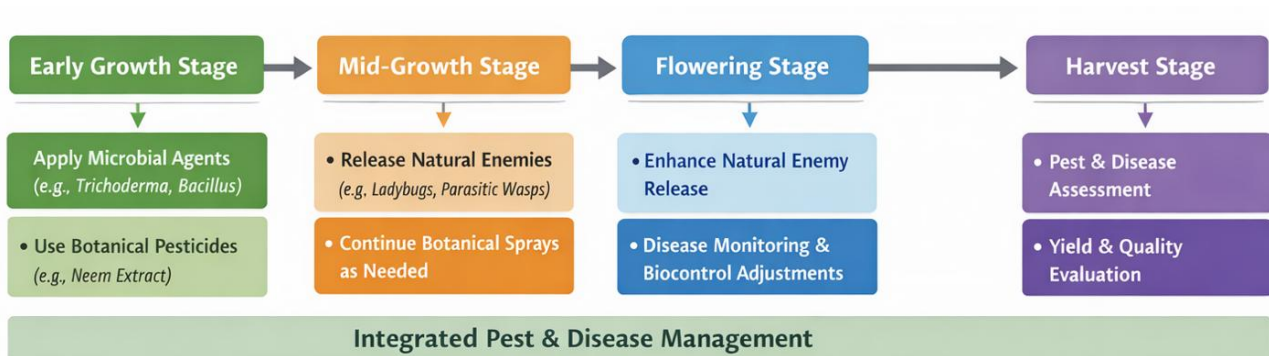 Early Growth Stage
Mid-Growth Stage
Flowering Stage
Harvest Stage
Apply Microbial Agents
(e.g., Trichoderma, Bacillus)
• Use Botanical Pesticides
(e.g., Neem Extract)
• Release Natural Enemies
(e.g, Ladybugs, Parasitic Wasps)
• Continue Botanical Sprays
as Needed
• Enhance Natural Enemy
Release
• Disease Monitoring &
Biocontrol Adjustments
• Pest & Disease
Assessment
• Yield & Quality
Evaluation
Integrated Pest & Disease Management